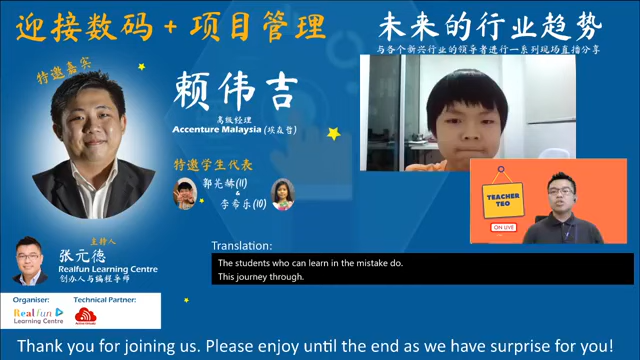 迎接数码 + 项目管理
未来的行业趋势
与各个新兴行业的领导者进行一系列现场直播分享
特邀嘉宾
赖伟吉
高级经理
Accenture Malaysia (埃森哲)
特邀学生代表
郭光赫(11)
&
李希乐(10)
主持人
张元德
Realfun Learning Centre
创办人与编程导师
TEACHER
TEO
ON LIVE
Translation:
The students who can learn in the mistake do.
This journey through.
Organiser:
Technical Partner:
Realfun
Learning Centre
Thank you for joining us. Please enjoy until the end as we have surprise for you!